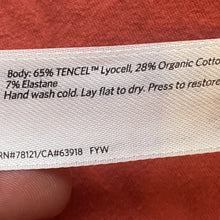 Body: 65% TENCEL™ Lyocell, 28% Organic Cotto
7% Elastane
Hand wash cold. Lay flat to dry. Press to restore
RN#78121/CA#63918 FYW